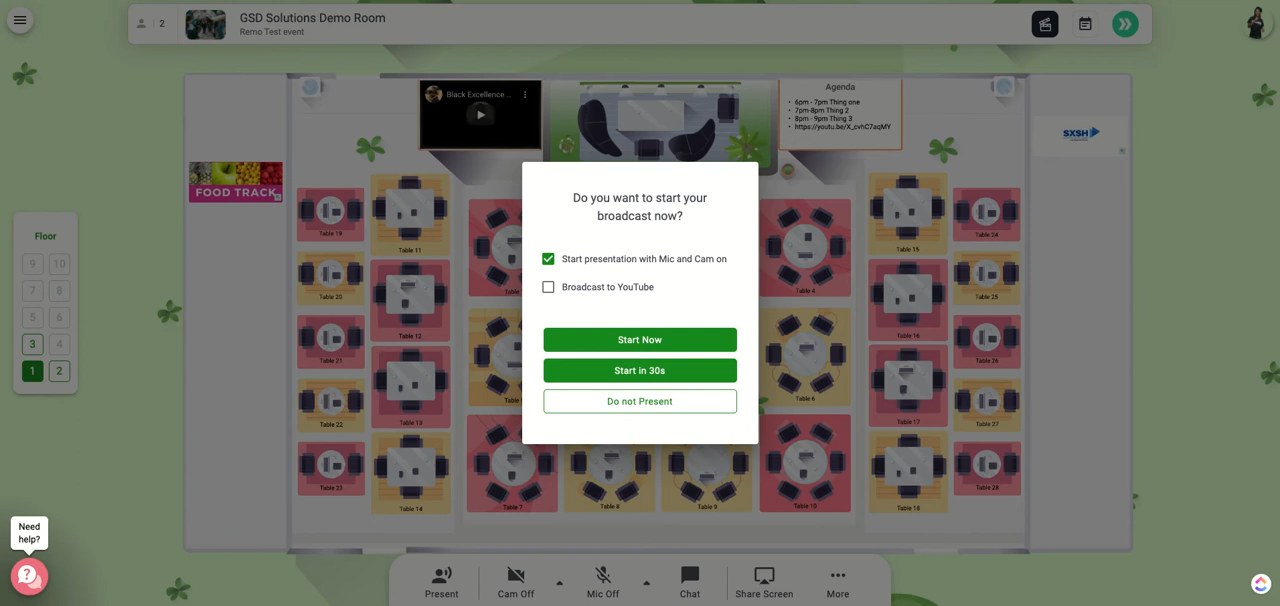 2
GSD Solutions Demo Room
Remo Test event
Black Excellence ...
Agenda
• 6pm - 7pm Thing one
• 7pm-8pm Thing 2
• 8pm - 9pm Thing 3
• https://youtu.be/X_cvhC7aqMY
SXSH
FOOD TRACK
Floor
9 10
7 8
5 6
3 4
1 2
Do you want to start your
broadcast now?
Start presentation with Mic and Cam on
Broadcast to YouTube
Start Now
Start in 30s
Do not Present
Table 19
Table 11
Table 4
Table 15
Table 24
Table 20
Table 12
Table 16
Table 25
Table 21
Table 6
Table 26
Table 22
Table 13
Table 17
Table 27
Table 23
Table 14
Table 7
Table 8
Table 9
Table 10
Table 18
Table 28
Need
help?
Present
Cam Off
Mic Off
Chat
Share Screen
More